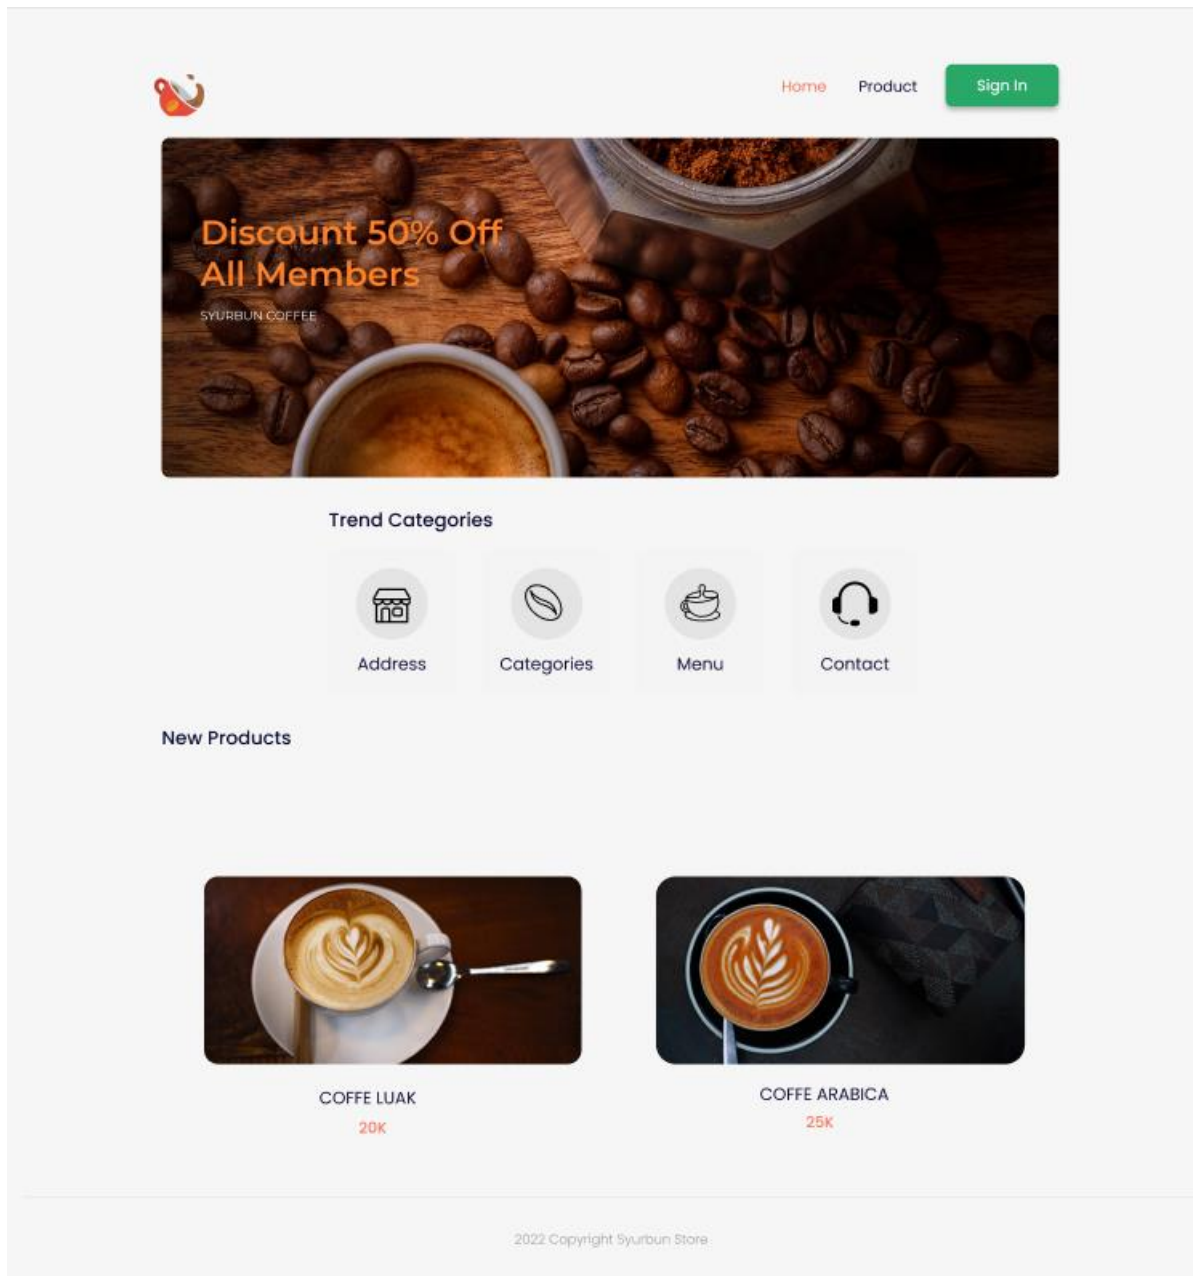 Home Product Sign In
Discount 50% Off
All Members
SYURBUN COFFEE
Trend Categories
Address Categories Menu Contact
New Products
COFFE LUAK
20K
COFFE ARABICA
25K
2022 Copyright Syurbun Store